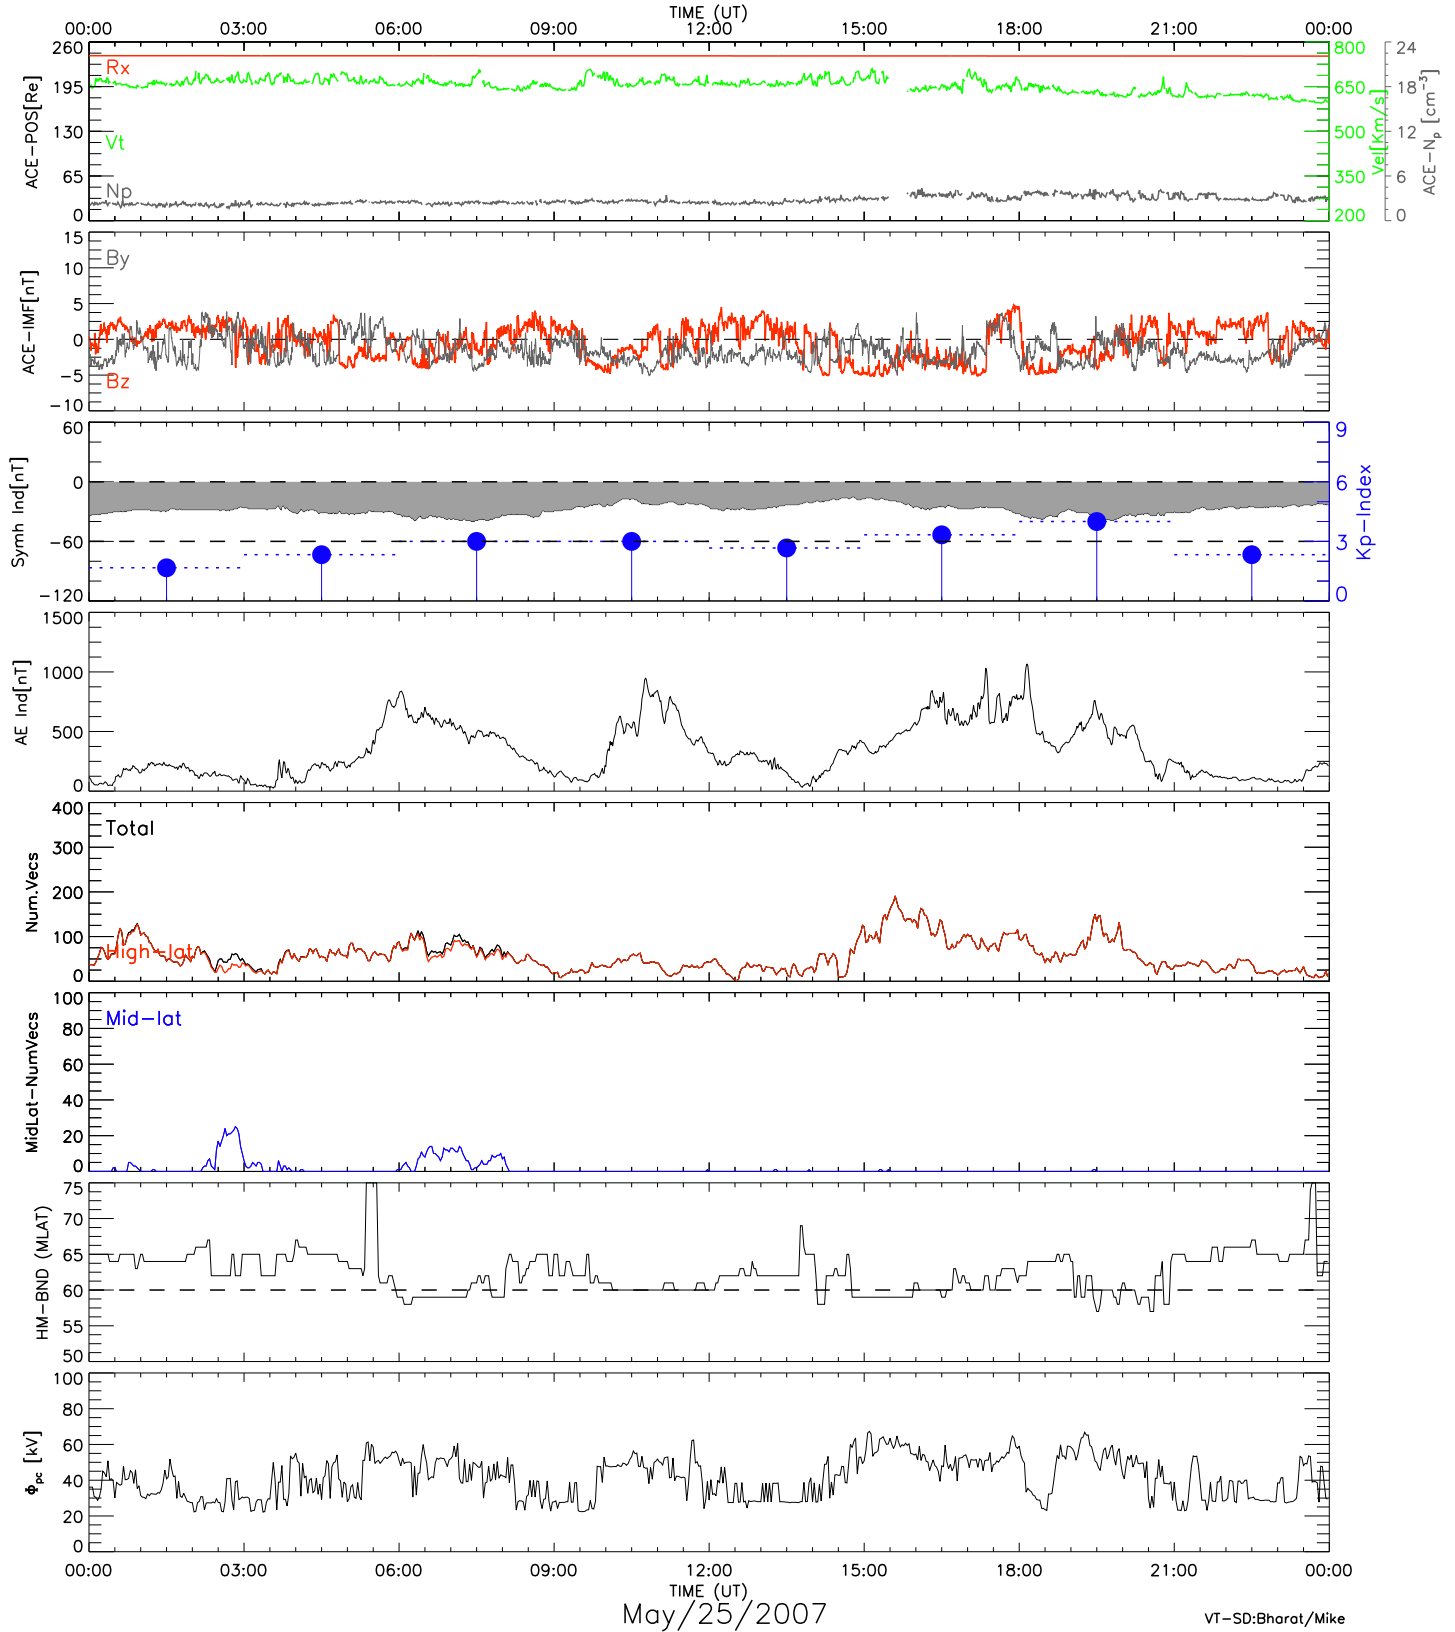 TIME (UT)
00:00 03:00 06:00 09:00 12:00 15:00 18:00 21:00 00:00
ACE-POS[Re]
260
195
130
65
0
Rx
Vt
Np
800
650
500
350
200
Vel[Km/s]
24
18
12
6
0
ACE-Np [cm-3]
ACE-IMF[nT]
15
10
5
0
-5
-10
By
Bz
Symh Ind[nT]
60
0
-60
-120
9
6
3
0
Kp-Index
AE Ind[nT]
1500
1000
500
0
Num.Vecs
400
300
200
100
0
Total
High-lat
MidLat-NumVecs
100
80
60
40
20
0
Mid-lat
HM-BND (MLAT)
75
70
65
60
55
50
Φpc [kV]
100
80
60
40
20
0
00:00 03:00 06:00 09:00 12:00 15:00 18:00 21:00 00:00
TIME (UT)
May/25/2007
VT-SD:Bharat/Mike